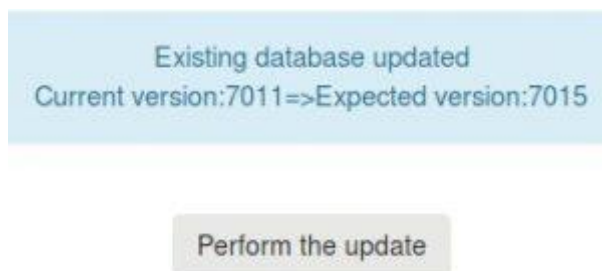 Existing database updated
Current version:7011=>Expected version:7015
Perform the update